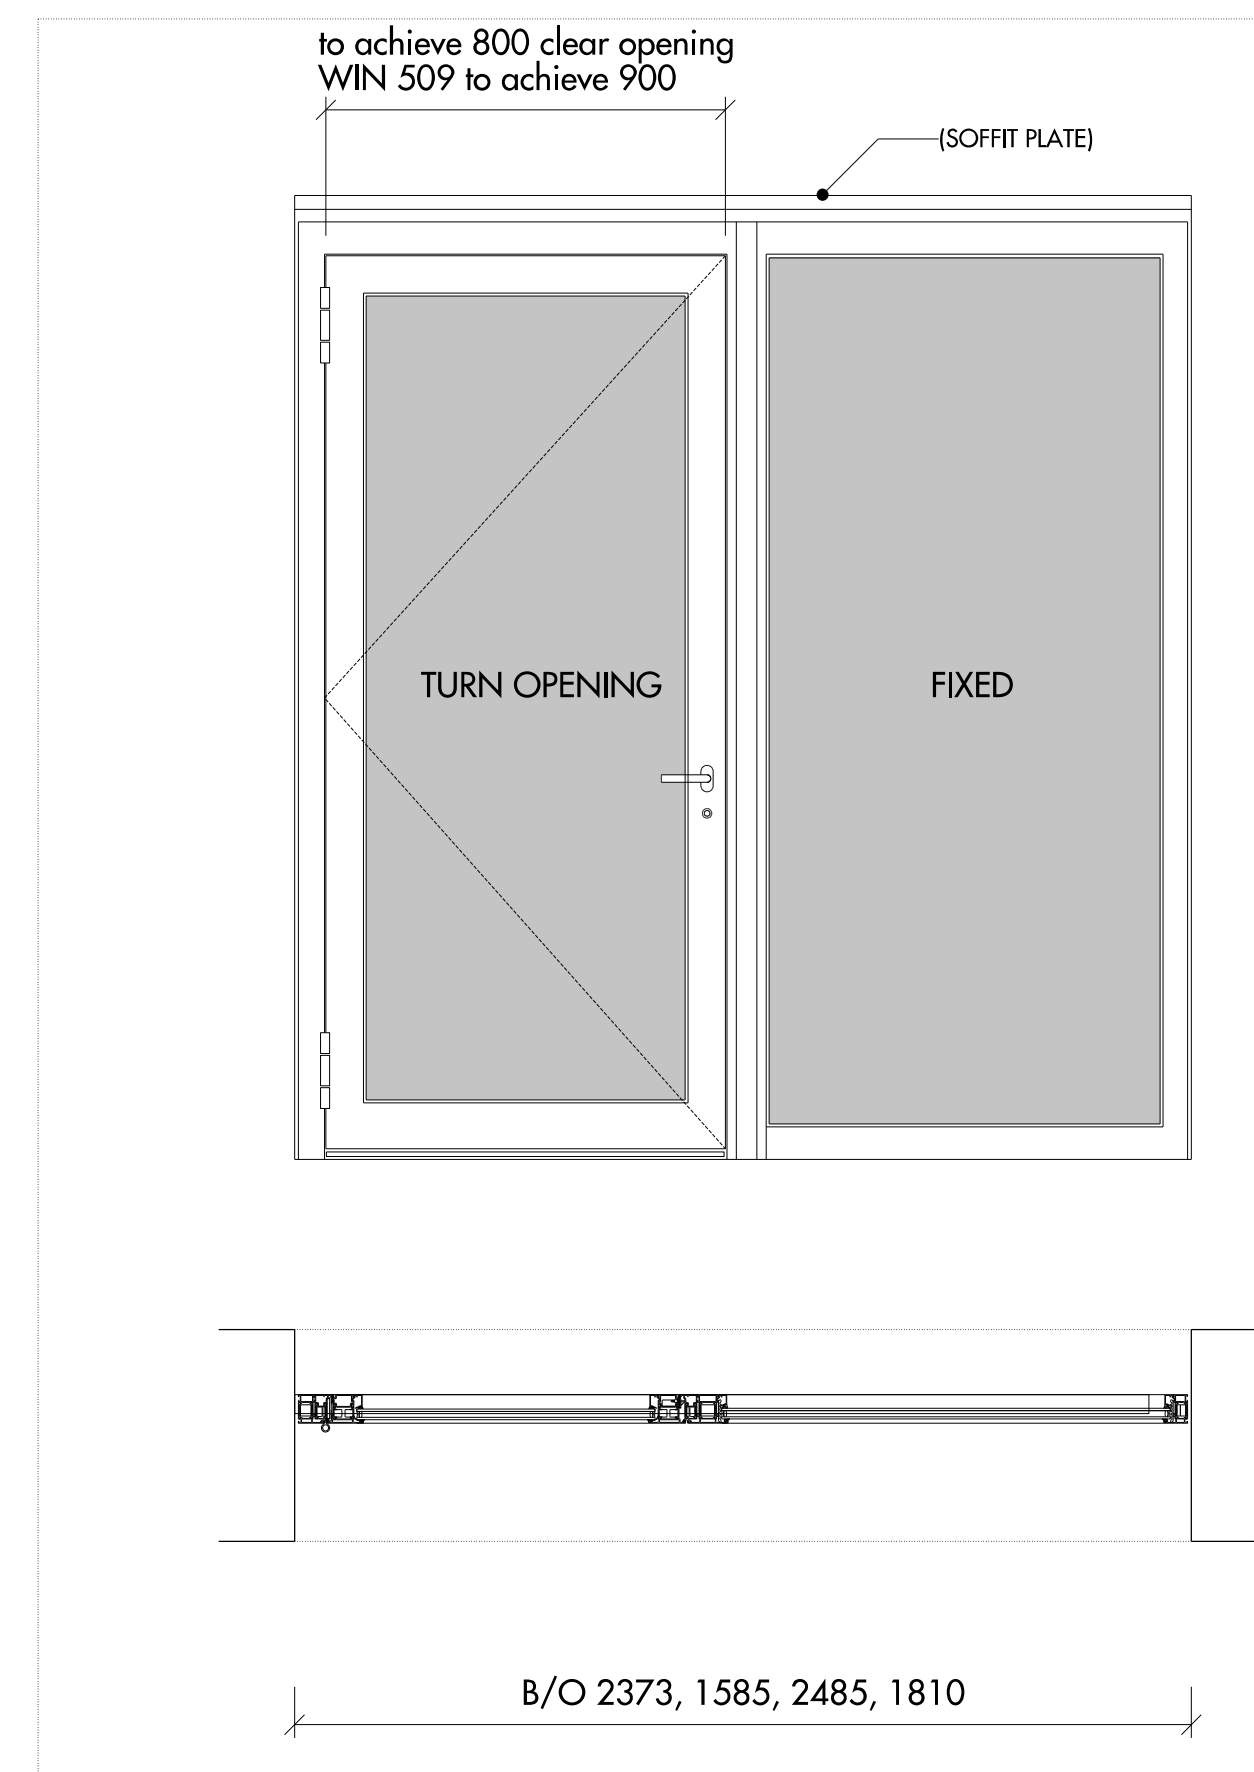 to achieve 800 clear opening
WIN 509 to achieve 900
(SOFFIT PLATE)
TURN OPENING
FIXED
B/O 2373, 1585, 2485, 1810